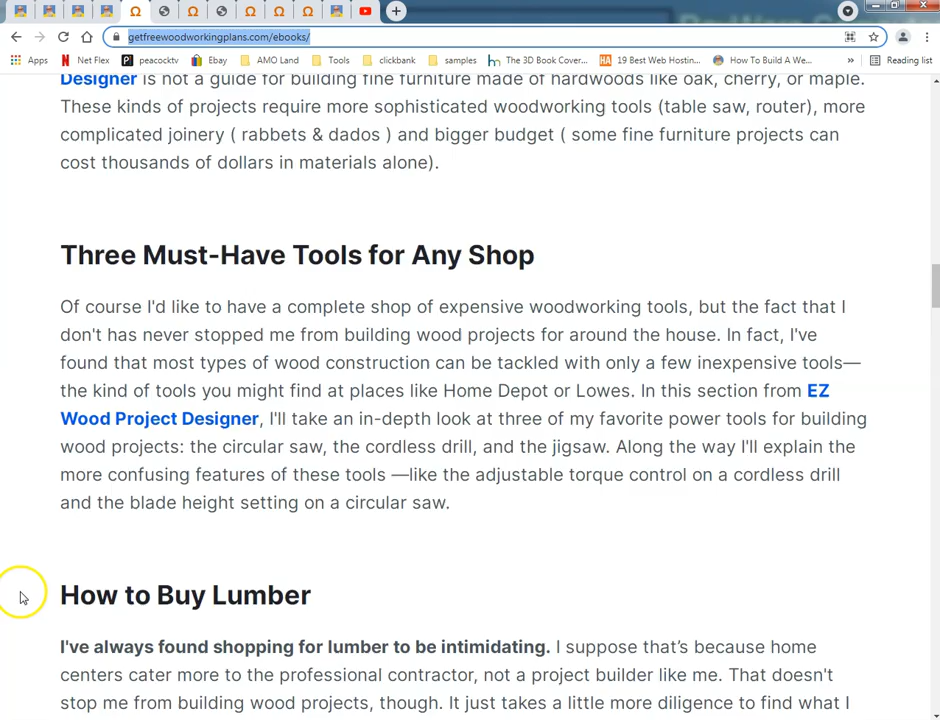 getfreewoodworkingplans.com/ebooks/
Apps Net Flex peacocktv Ebay AMO Land Tools clickbank samples The 3D Book Cover... 19 Best Web Hostin... How To Build A We... Reading list
Designer is not a guide for building fine furniture made of hardwoods like oak, cherry, or maple.
These kinds of projects require more sophisticated woodworking tools (table saw, router), more
complicated joinery ( rabbets & dados ) and bigger budget ( some fine furniture projects can
cost thousands of dollars in materials alone).
Three Must-Have Tools for Any Shop
Of course I'd like to have a complete shop of expensive woodworking tools, but the fact that I
don't has never stopped me from building wood projects for around the house. In fact, I've
found that most types of wood construction can be tackled with only a few inexpensive tools—
the kind of tools you might find at places like Home Depot or Lowes. In this section from EZ
Wood Project Designer, I'll take an in-depth look at three of my favorite power tools for building
wood projects: the circular saw, the cordless drill, and the jigsaw. Along the way I'll explain the
more confusing features of these tools —like the adjustable torque control on a cordless drill
and the blade height setting on a circular saw.
How to Buy Lumber
I've always found shopping for lumber to be intimidating. I suppose that's because home
centers cater more to the professional contractor, not a project builder like me. That doesn't
stop me from building wood projects, though. It just takes a little more diligence to find what I